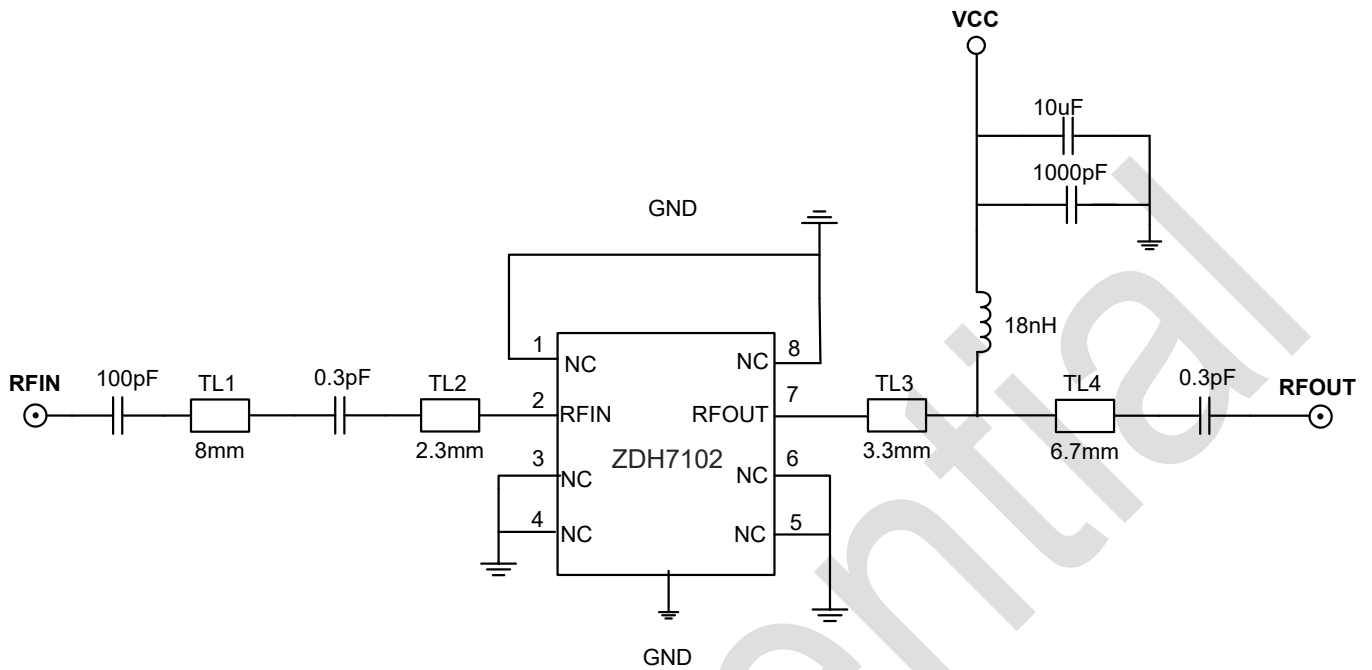 VCC
10uF
1000pF
GND
18nH
1
NC
NC
8
RFIN
100pF
TL1
0.3pF
TL2
2
RFIN
RFOUT
7
TL3
TL4
0.3pF
RFOUT
8mm
2.3mm
3.3mm
6.7mm
ZDH7102
3
NC
NC
6
4
NC
NC
5
GND
ential